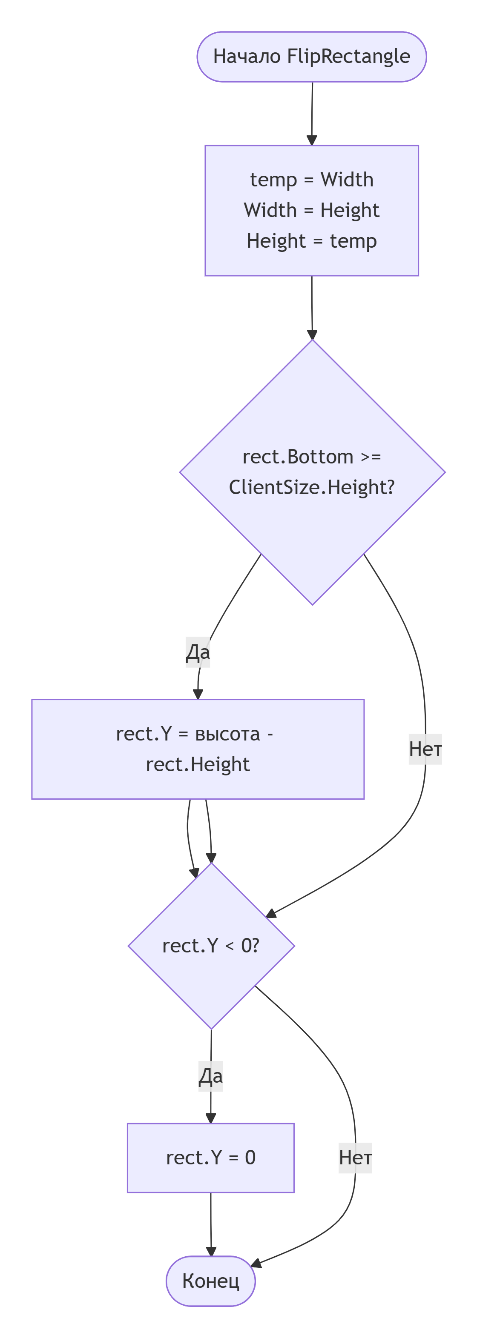 Начало FlipRectangle
temp = Width
Width = Height
Height = temp
rect.Bottom >=
ClientSize.Height?
Да
rect.Y = высота -
rect.Height
Нет
rect.Y < 0?
Да
rect.Y = 0
Нет
Конец